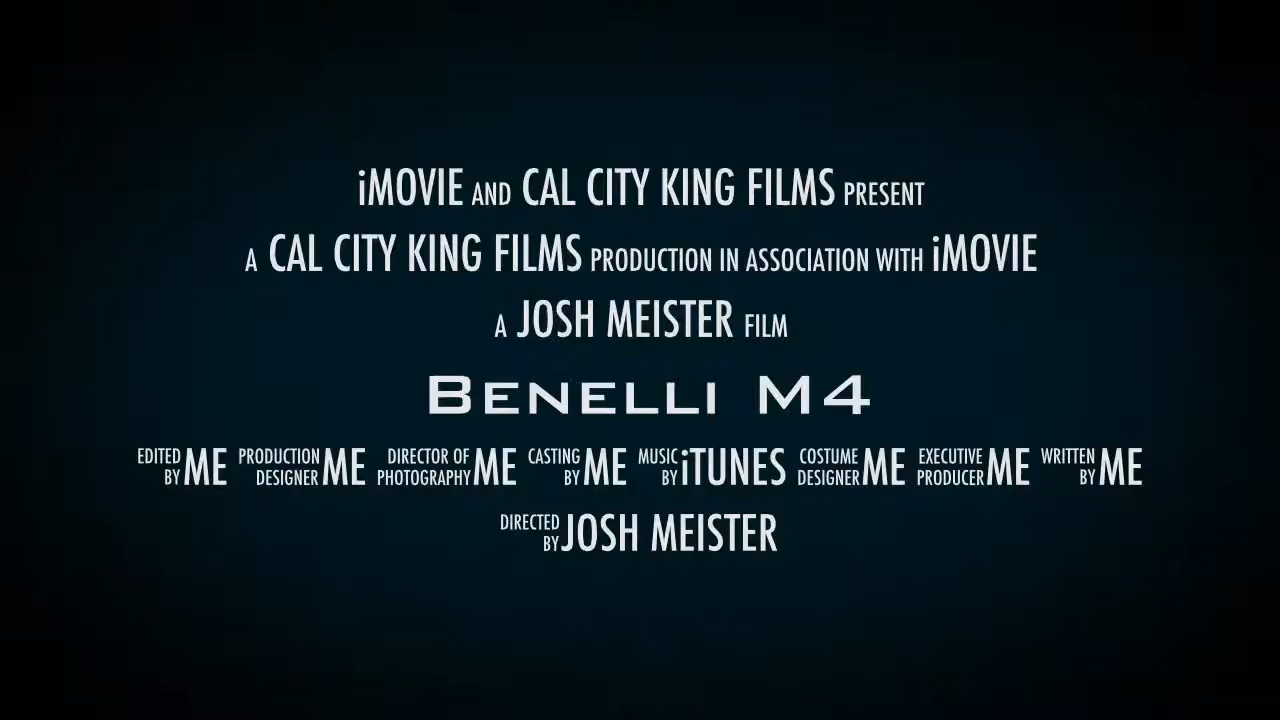 iMOVIE AND CAL CITY KING FILMS PRESENT
A CAL CITY KING FILMS PRODUCTION IN ASSOCIATION WITH iMOVIE
A JOSH MEISTER FILM
BENELLI M4
EDITED BY ME PRODUCTION DESIGNER ME DIRECTOR OF PHOTOGRAPHY ME CASTING BY ME MUSIC BY iTUNES COSTUME DESIGNER ME EXECUTIVE PRODUCER ME WRITTEN BY ME
DIRECTED BY JOSH MEISTER